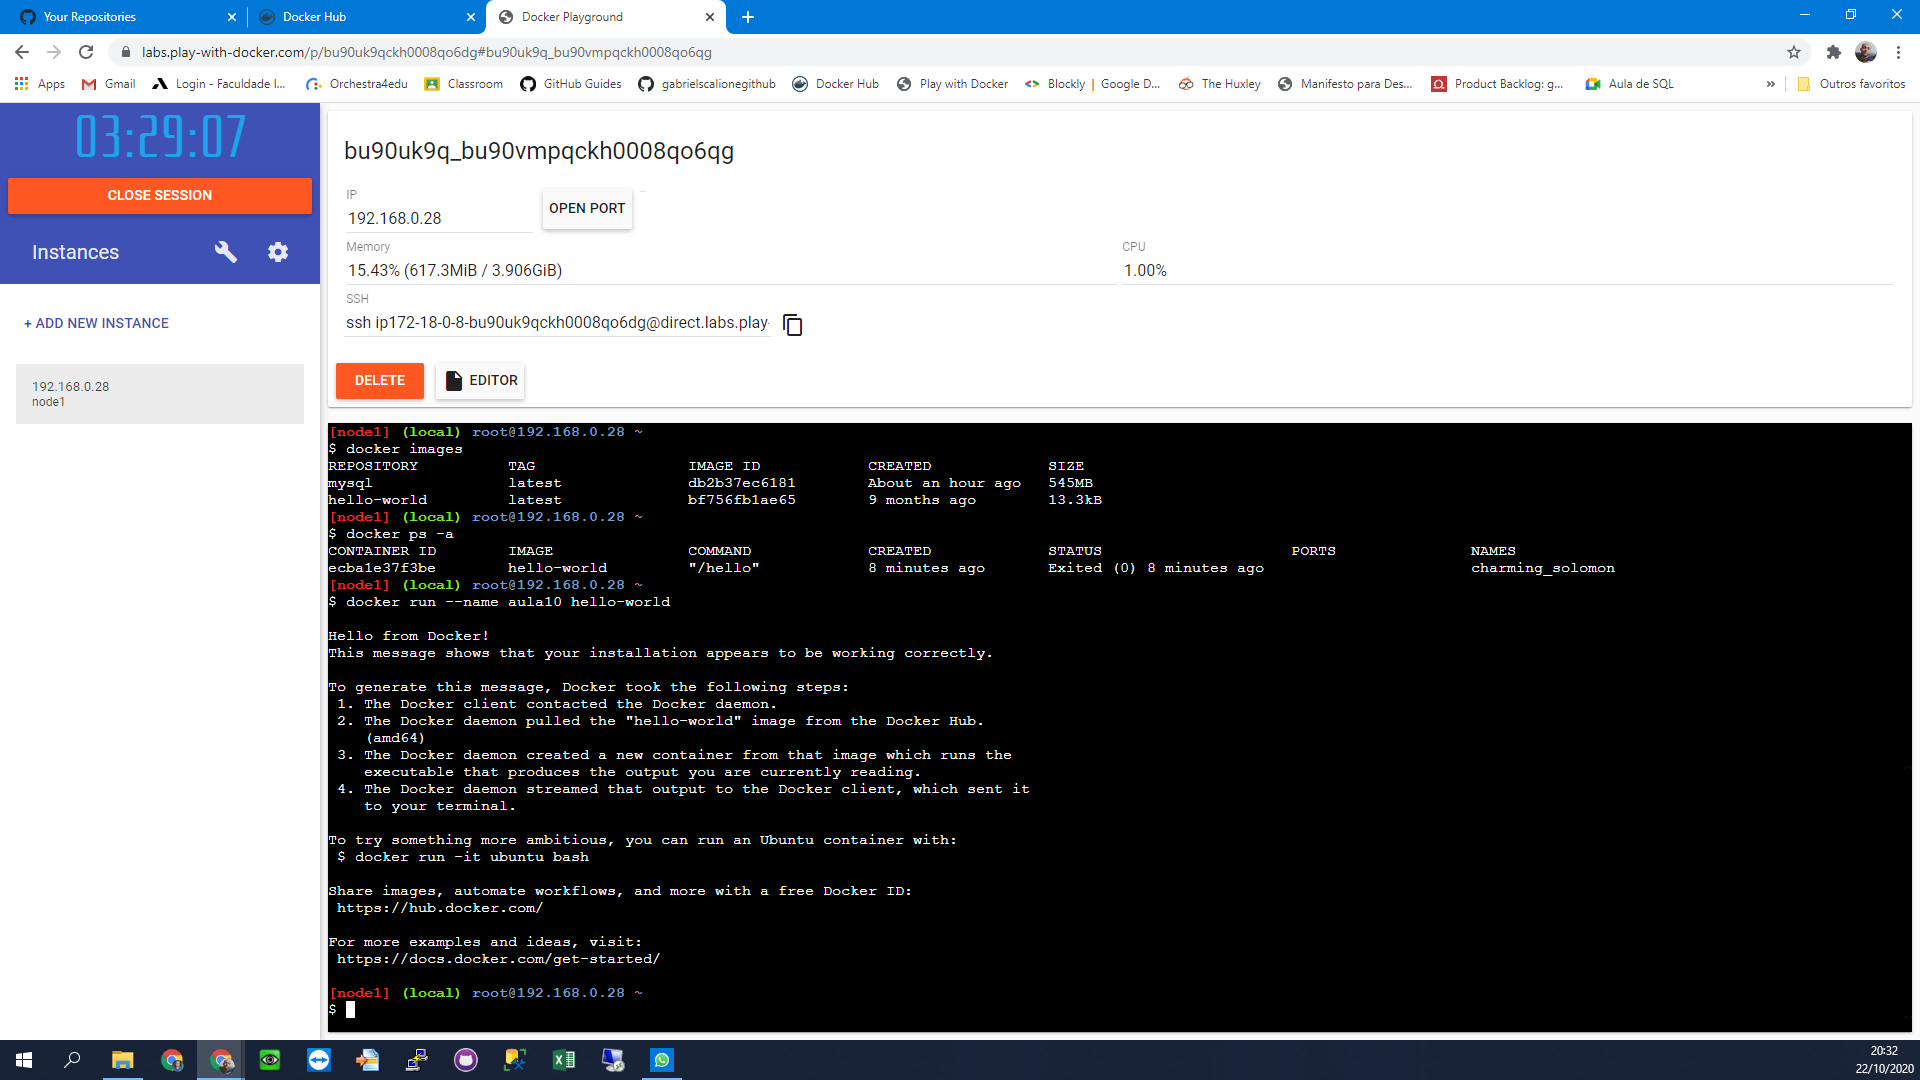 Your Repositories
Docker Hub
Docker Playground
labs.play-with-docker.com/p/bu90uk9qckh0008qo6dg#bu90uk9q_bu90vmpqckh0008qo6qg
Apps
Gmail
Login - Faculdade I...
Orchestra4edu
Classroom
GitHub Guides
gabrielscalionegithub
Docker Hub
Play with Docker
Blockly | Google D...
The Huxley
Manifesto para Des...
Product Backlog: g...
Aula de SQL
»
Outros favoritos
03:29:07
CLOSE SESSION
Instances
+ ADD NEW INSTANCE
192.168.0.28
node1
bu90uk9q_bu90vmpqckh0008qo6qg
IP
192.168.0.28
OPEN PORT
Memory
15.43% (617.3MiB / 3.906GiB)
CPU
1.00%
SSH
ssh ip172-18-0-8-bu90uk9qckh0008qo6dg@direct.labs.play-
DELETE
EDITOR
[node1] (local) root@192.168.0.28 ~
$ docker images
REPOSITORY TAG IMAGE ID CREATED SIZE
mysql latest db2b37ec6181 About an hour ago 545MB
hello-world latest bf756fb1ae65 9 months ago 13.3kB
[node1] (local) root@192.168.0.28 ~
$ docker ps -a
CONTAINER ID IMAGE COMMAND CREATED STATUS PORTS NAMES
ecba1e37f3be hello-world "/hello" 8 minutes ago Exited (0) 8 minutes ago charming_solomon
[node1] (local) root@192.168.0.28 ~
$ docker run --name aula10 hello-world
Hello from Docker!
This message shows that your installation appears to be working correctly.
To generate this message, Docker took the following steps:
1. The Docker client contacted the Docker daemon.
2. The Docker daemon pulled the "hello-world" image from the Docker Hub.
(amd64)
3. The Docker daemon created a new container from that image which runs the
executable that produces the output you are currently reading.
4. The Docker daemon streamed that output to the Docker client, which sent it
to your terminal.
To try something more ambitious, you can run an Ubuntu container with:
$ docker run -it ubuntu bash
Share images, automate workflows, and more with a free Docker ID:
https://hub.docker.com/
For more examples and ideas, visit:
https://docs.docker.com/get-started/
[node1] (local) root@192.168.0.28 ~
$
20:32
22/10/2020